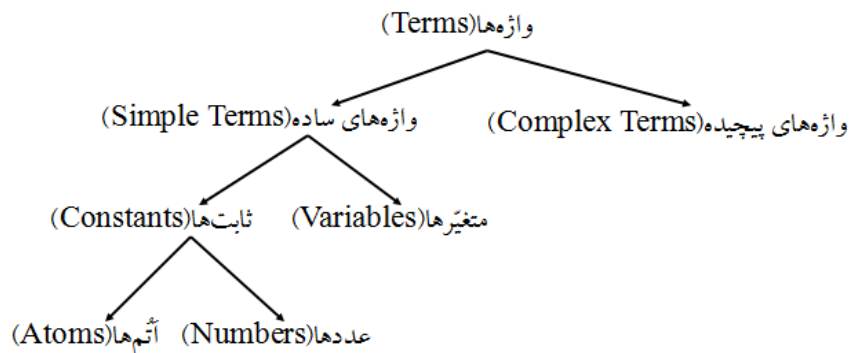 واژه‌ها(Terms)
واژه‌های ساده(Simple Terms) واژه‌های پیچیده(Complex Terms)
ثابت‌ها(Constants) متغیّرها(Variables)
اَتُم‌ها(Atoms) عددها(Numbers)